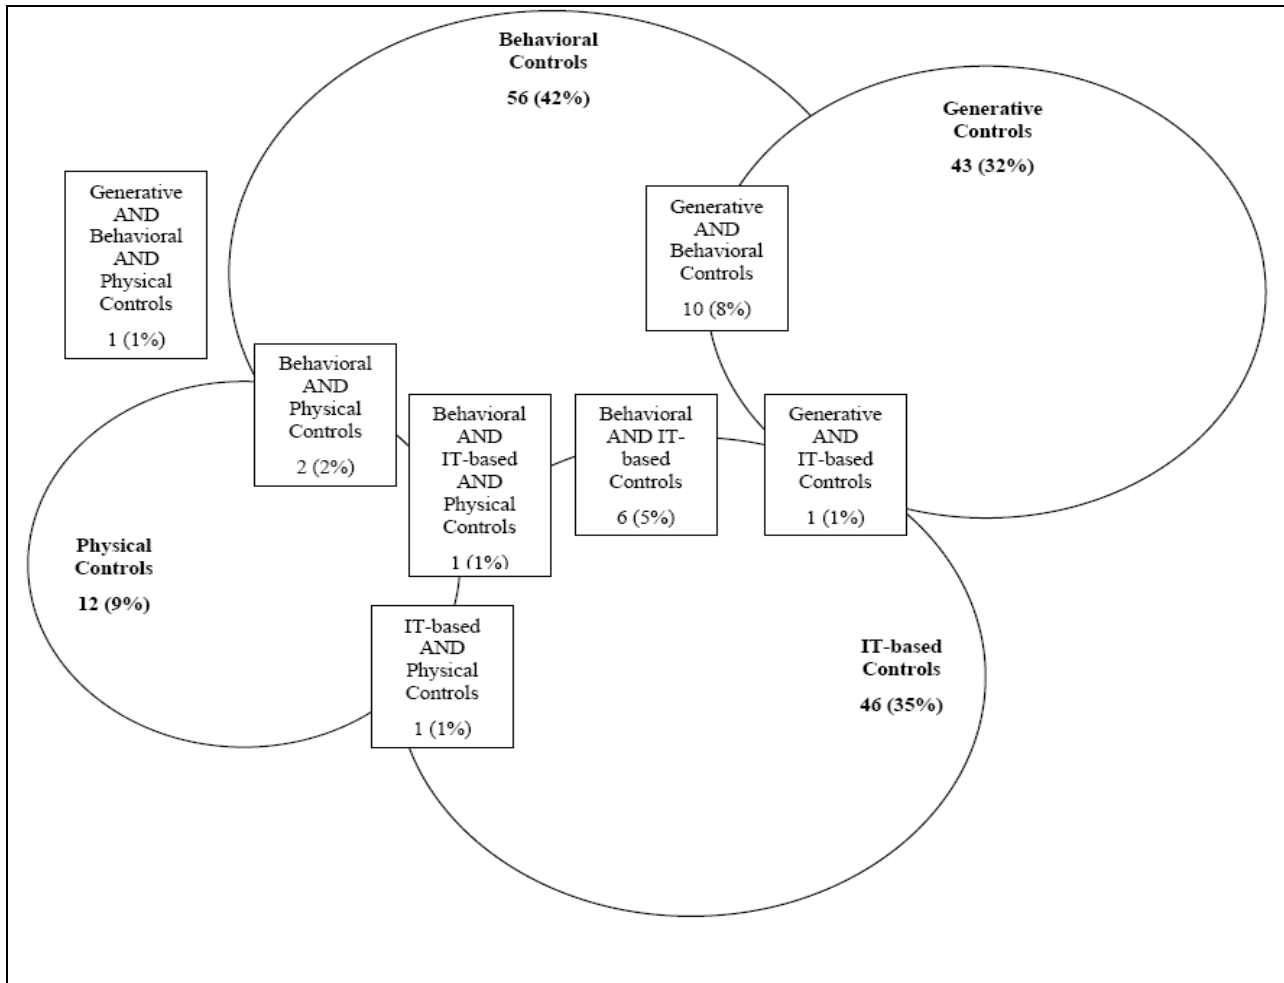 Behavioral
Controls
56 (42%)
Generative
Controls
43 (32%)
Generative
AND
Behavioral
AND
Physical
Controls
1 (1%)
Generative
AND
Behavioral
Controls
10 (8%)
Behavioral
AND
Physical
Controls
2 (2%)
Behavioral
AND
IT-based
AND
Physical
Controls
1 (1%)
Behavioral
AND IT-
based
Controls
6 (5%)
Generative
AND
IT-based
Controls
1 (1%)
Physical
Controls
12 (9%)
IT-based
AND
Physical
Controls
1 (1%)
IT-based
Controls
46 (35%)